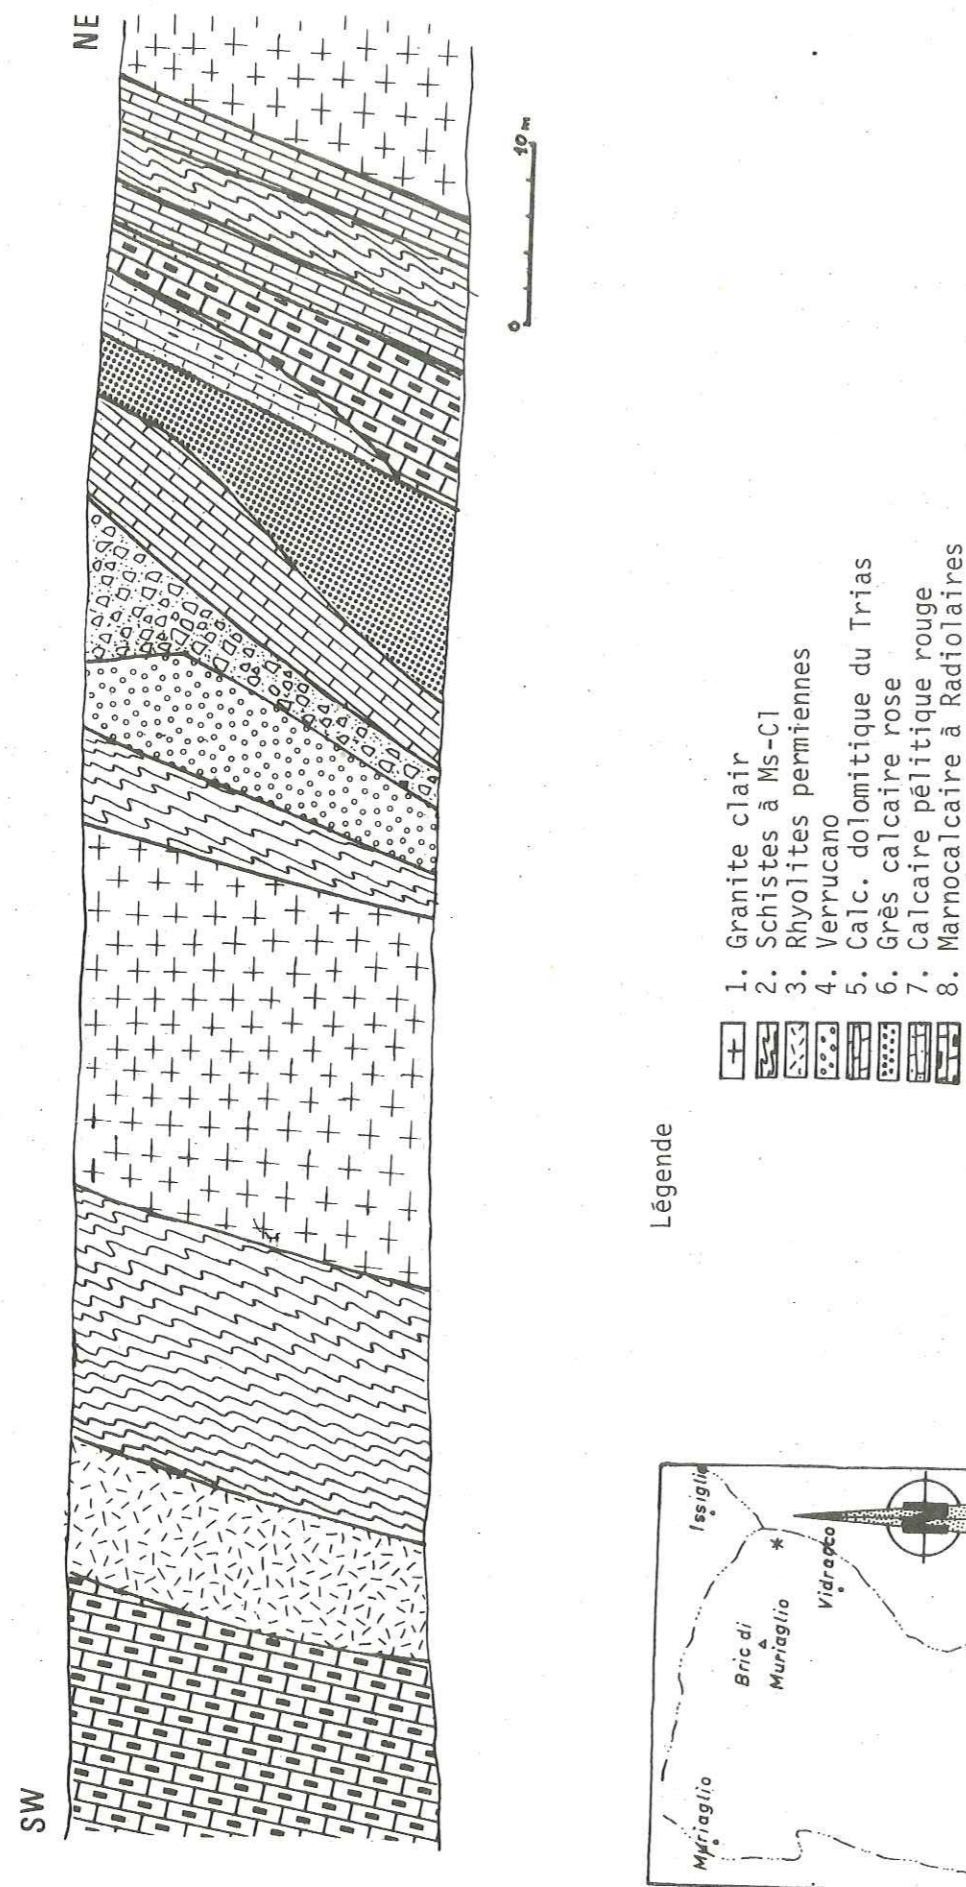 NE
SW
0 10 m
Légende
1. Granite clair
2. Schistes à Ms-Cl
3. Rhyolites permiennes
4. Verrucano
5. Calc. dolomitique du Trias
6. Grès calcaire rose
7. Calcaire pélitique rouge
8. Marnocalcaire à Radiolaires
Issiglio
Vidracco
Bric di
Muriaglio
Muriaglio